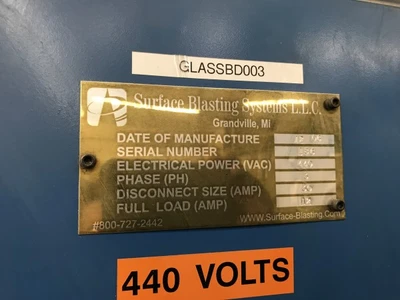 GLASSBD003
Surface Blasting Systems L.L.C.
Grandville, MI
DATE OF MANUFACTURE
SERIAL NUMBER
ELECTRICAL POWER (VAC)
PHASE (PH)
DISCONNECT SIZE (AMP)
FULL LOAD (AMP)
#800-727-2442
www.Surface-Blasting.Com
440 VOLTS